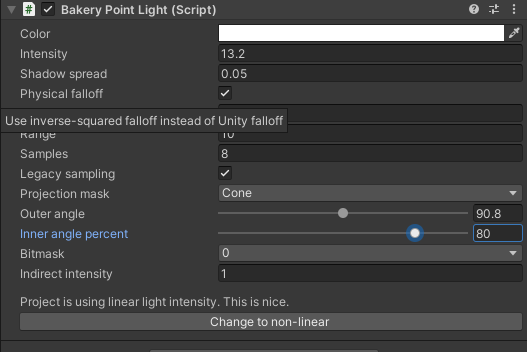 Bakery Point Light (Script)
Color
Intensity 13.2
Shadow spread 0.05
Physical falloff
Use inverse-squared falloff instead of Unity falloff
Range 10
Samples 8
Legacy sampling
Projection mask Cone
Outer angle 90.8
Inner angle percent 80
Bitmask 0
Indirect intensity 1
Project is using linear light intensity. This is nice.
Change to non-linear